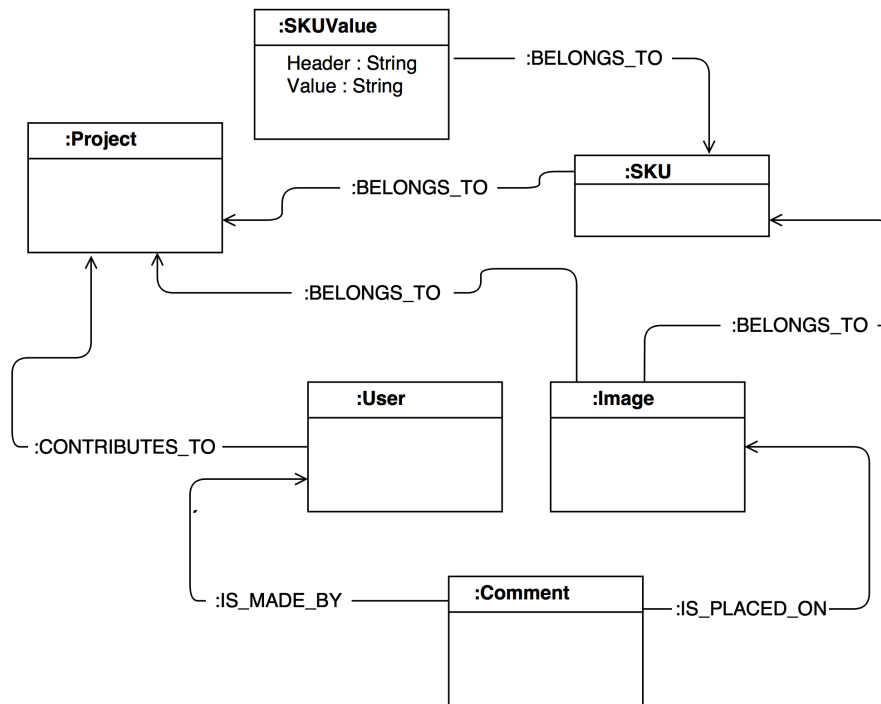 :SKUValue
Header : String
Value : String
:BELONGS_TO
:Project
:SKU
:BELONGS_TO
:BELONGS_TO
:BELONGS_TO
:User
:Image
:CONTRIBUTES_TO
:IS_MADE_BY
:Comment
:IS_PLACED_ON